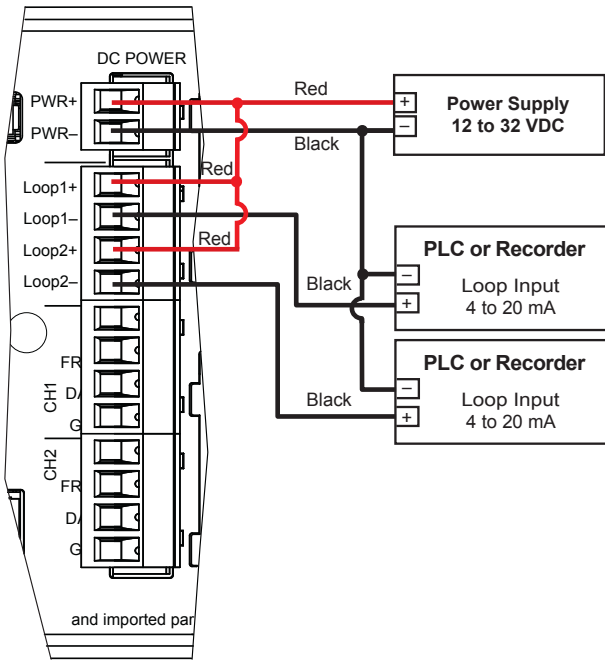 DC POWER
PWR+
PWR–
Loop1+
Loop1–
Loop2+
Loop2–
CH1
FR
D/
G
CH2
FR
D/
G
and imported par
Red
Black
Red
Red
Black
Black
+
–
Power Supply
12 to 32 VDC
–
+
PLC or Recorder
Loop Input
4 to 20 mA
–
+
PLC or Recorder
Loop Input
4 to 20 mA